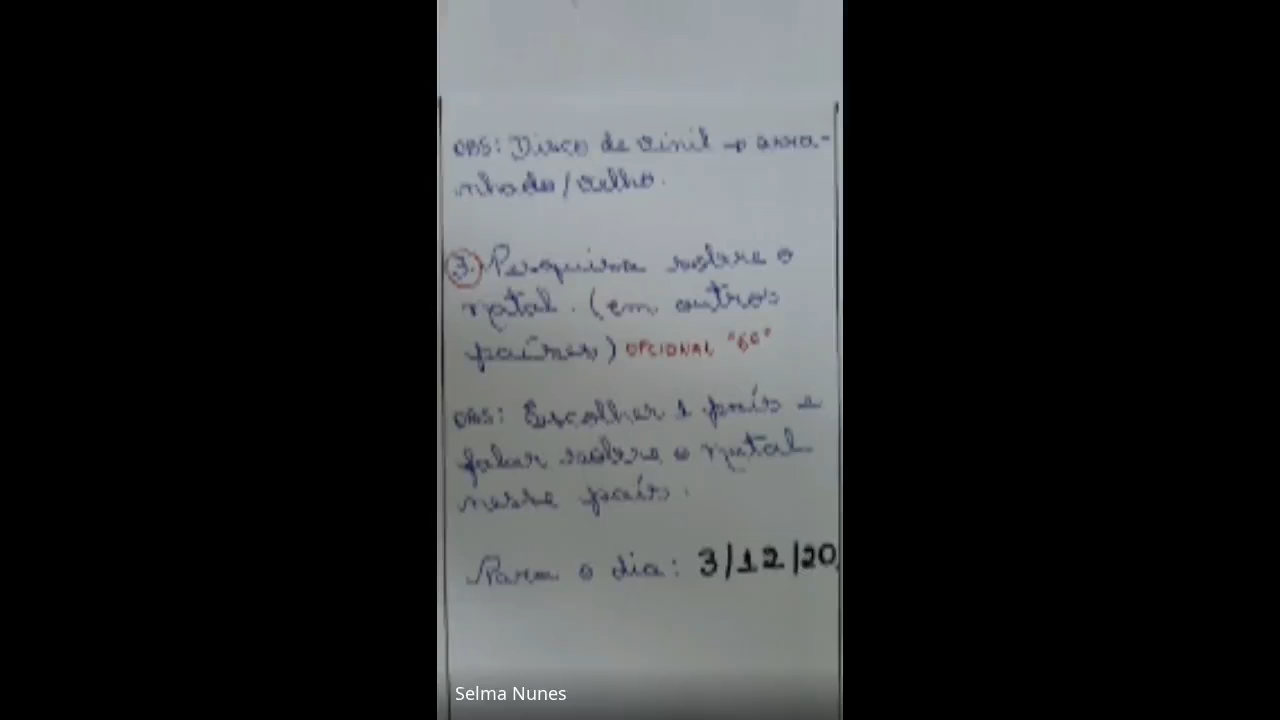 OBS: Disco de vinil → arra-
nhado/velho.
3. Pesquisa sobre o
natal. (em outros
países) OPCIONAL "60"
OBS: Escolher 1 país e
falar sobre o natal
nesse país.
Para o dia: 3/12/20
Selma Nunes